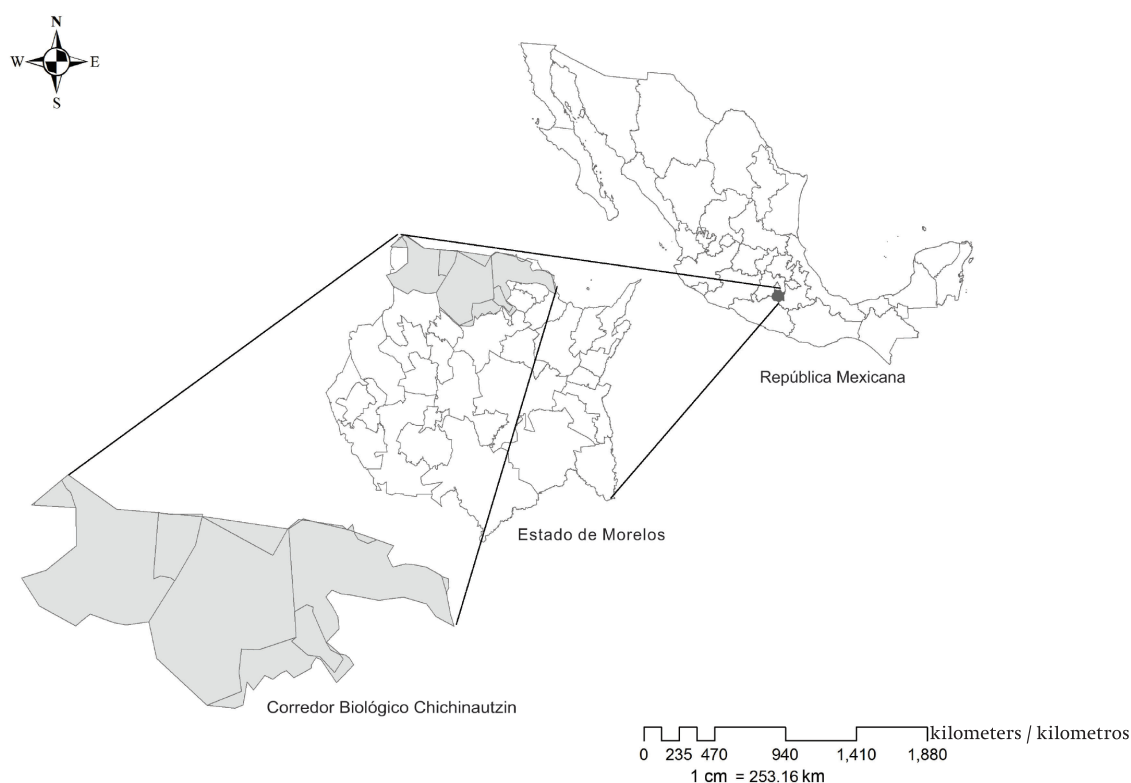 N
W E
S
República Mexicana
Estado de Morelos
Corredor Biológico Chichinautzin
kilometers / kilometros
0 235 470 940 1,410 1,880
1 cm = 253.16 km